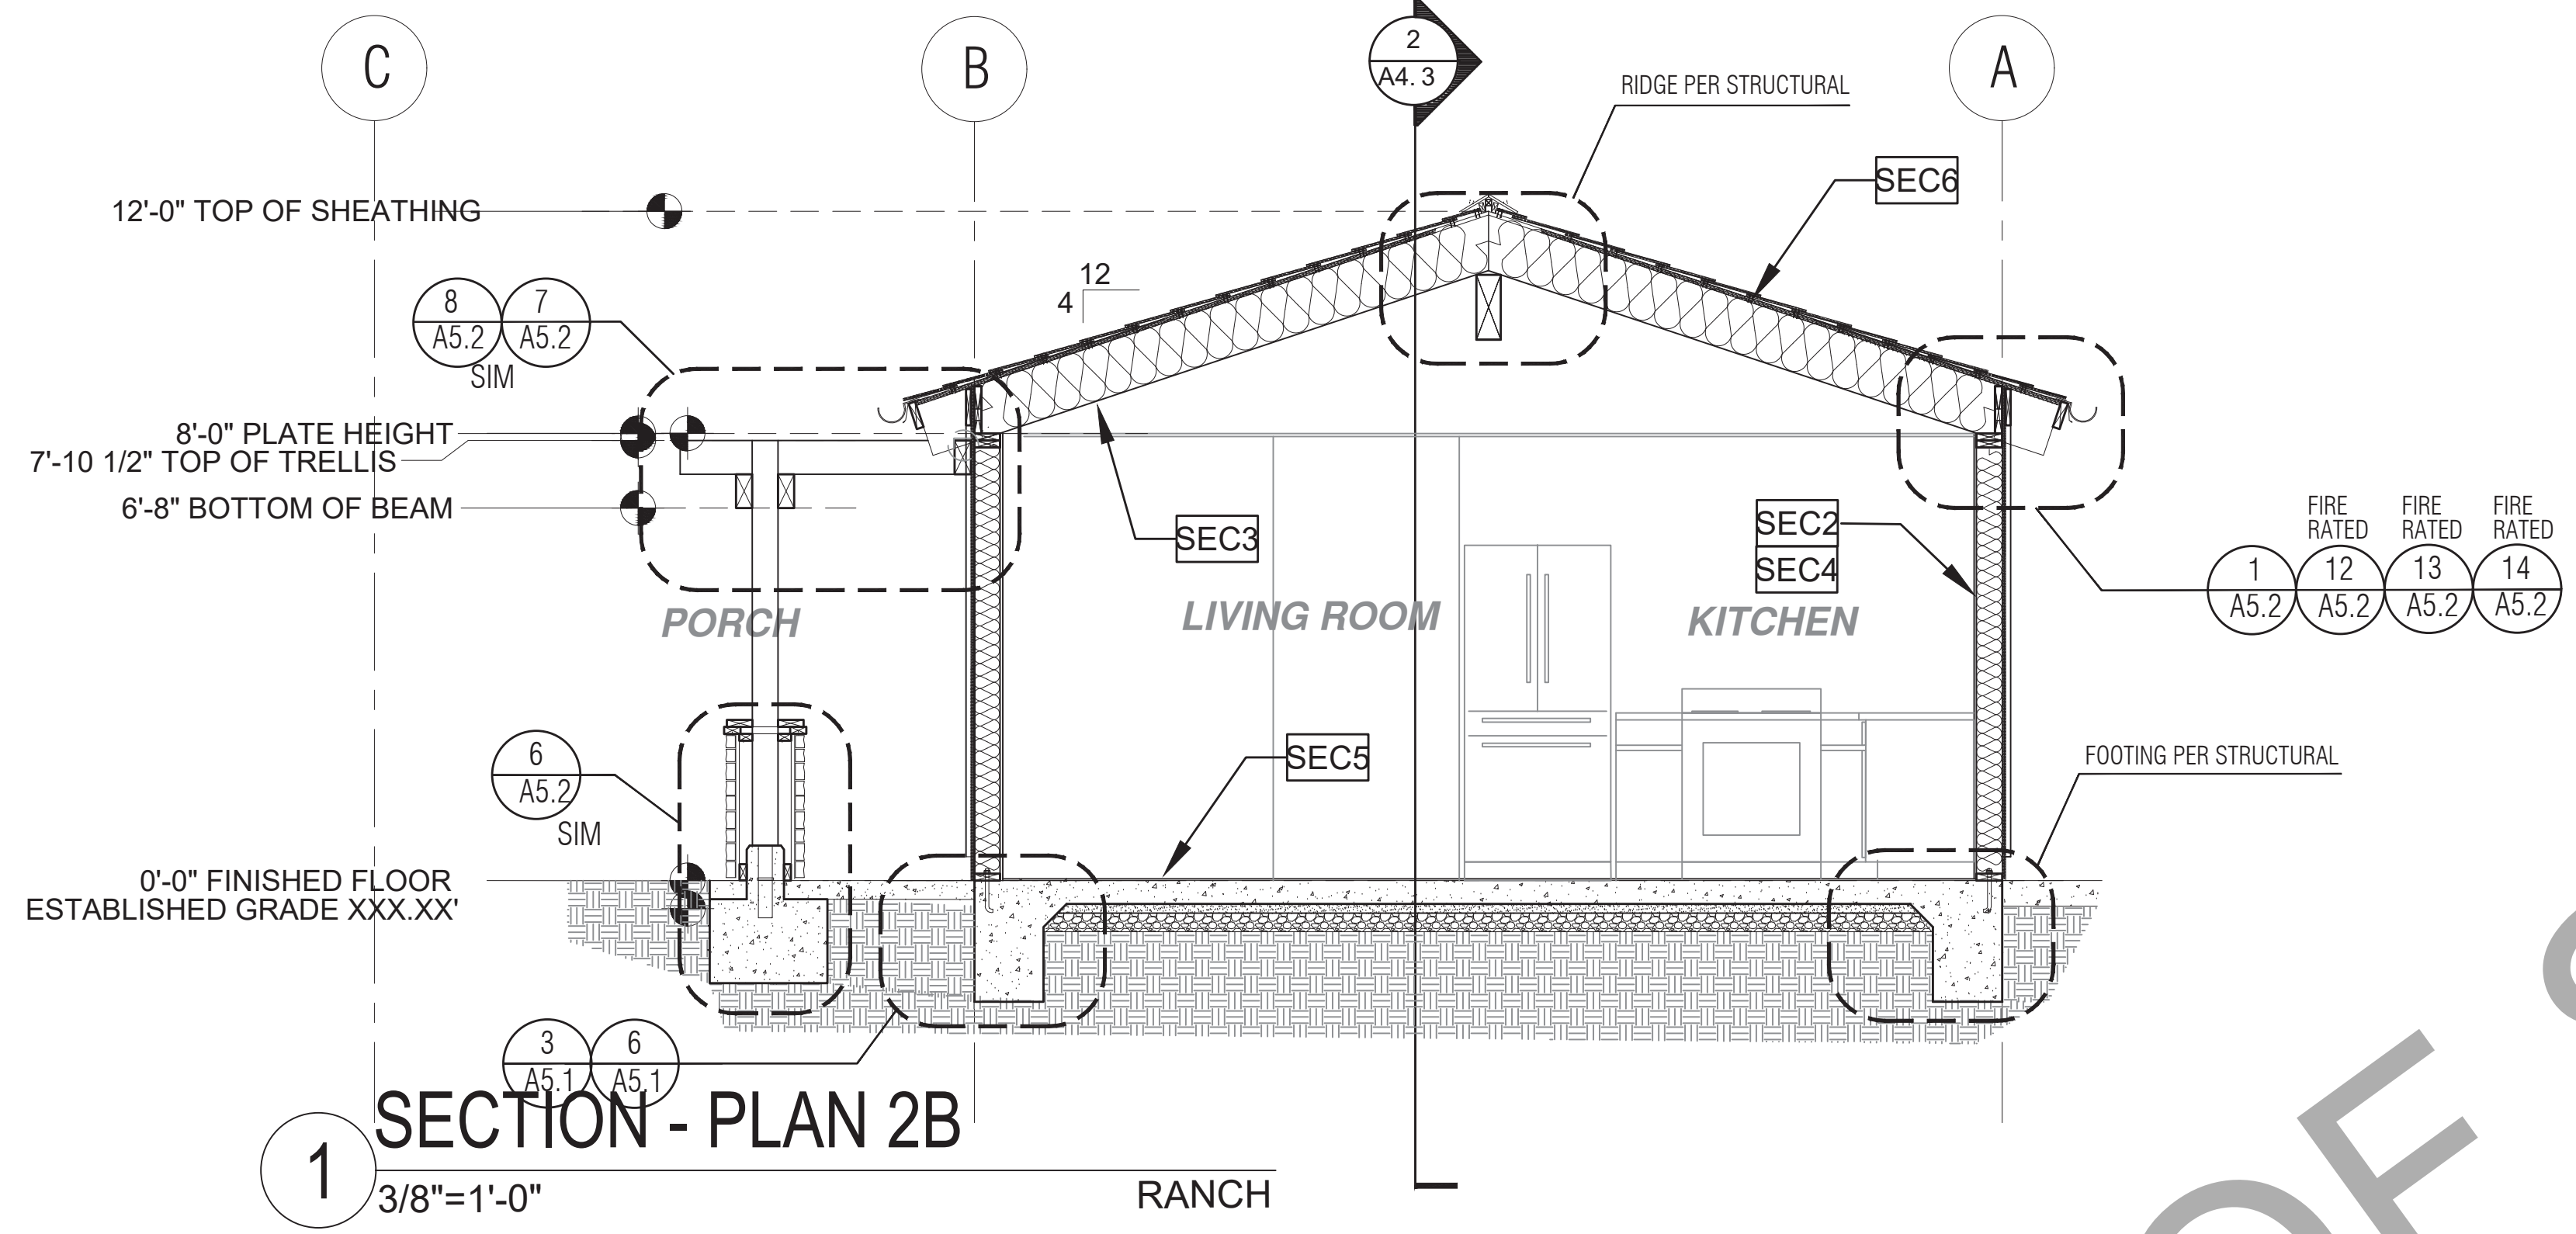 C
B
2
A4.3
A
RIDGE PER STRUCTURAL
SEC6
12'-0" TOP OF SHEATHING
12
4
8
A5.2
7
A5.2
SIM
8'-0" PLATE HEIGHT
7'-10 1/2" TOP OF TRELLIS
6'-8" BOTTOM OF BEAM
SEC3
SEC2
SEC4
FIRE
RATED
FIRE
RATED
FIRE
RATED
1
A5.2
12
A5.2
13
A5.2
14
A5.2
PORCH
LIVING ROOM
KITCHEN
6
A5.2
SIM
SEC5
FOOTING PER STRUCTURAL
0'-0" FINISHED FLOOR
ESTABLISHED GRADE XXX.XX'
3
A5.1
6
A5.1
1
SECTION - PLAN 2B
3/8"=1'-0"
RANCH